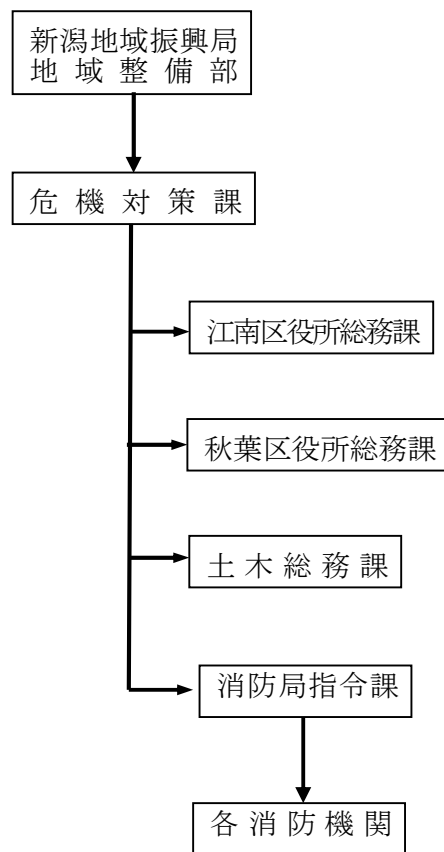 新潟地域振興局
地域整備部
危機対策課
江南区役所総務課
秋葉区役所総務課
土木総務課
消防局指令課
各消防機関